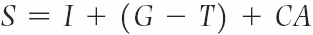 S = I + (G − T) + CA